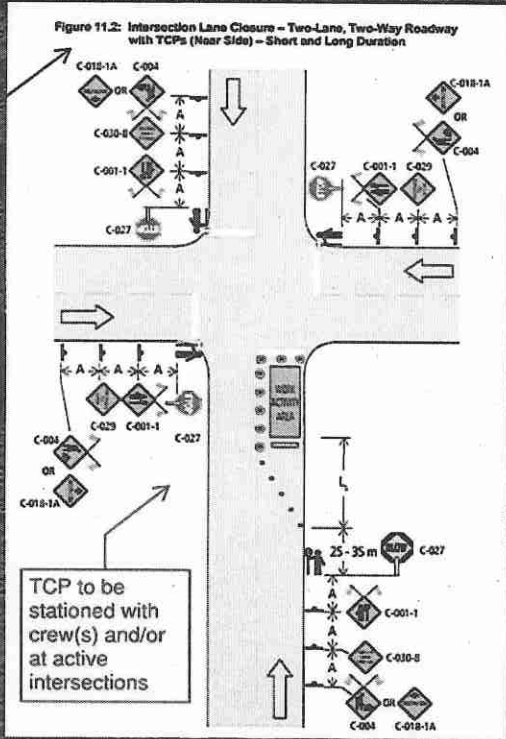 Figure 11.2: Intersection Lane Closure – Two-Lane, Two-Way Roadway
with TCPs (Near Side) – Short and Long Duration
C-018-1A C-004
OR
C-030-8
C-001-1
C-027
A
A
A
C-018-1A
OR
C-004
C-027 C-001-1 C-029
A A A
A A A
C-029 C-001-1 C-027
C-004
OR
C-018-1A
WORK
ACTIVITY
AREA
L
25 - 35 m
SLOW
C-027
A
A
A
C-001-1
C-030-8
OR
C-004 C-018-1A
TCP to be
stationed with
crew(s) and/or
at active
intersections